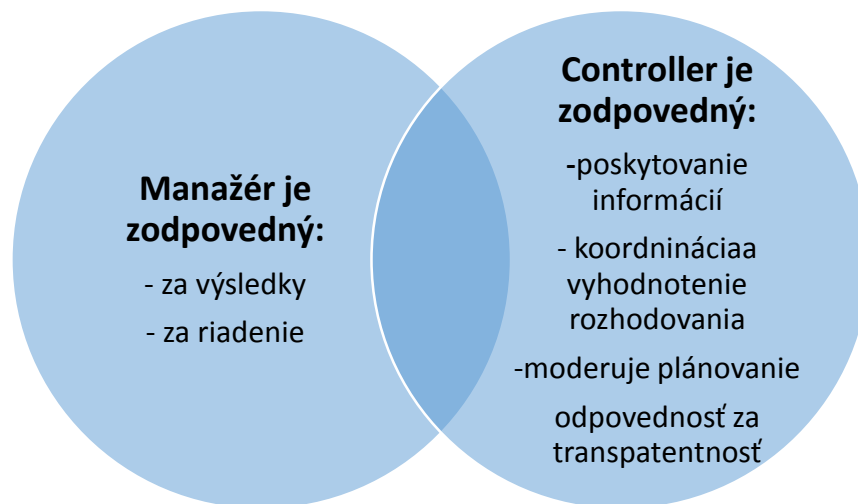 Manažér je
zodpovedný:
- za výsledky
- za riadenie
Controller je
zodpovedný:
-poskytovanie
informácií
- koordnináciaa
vyhodnotenie
rozhodovania
-moderuje plánovanie
odpovednosť za
transpatentnosť